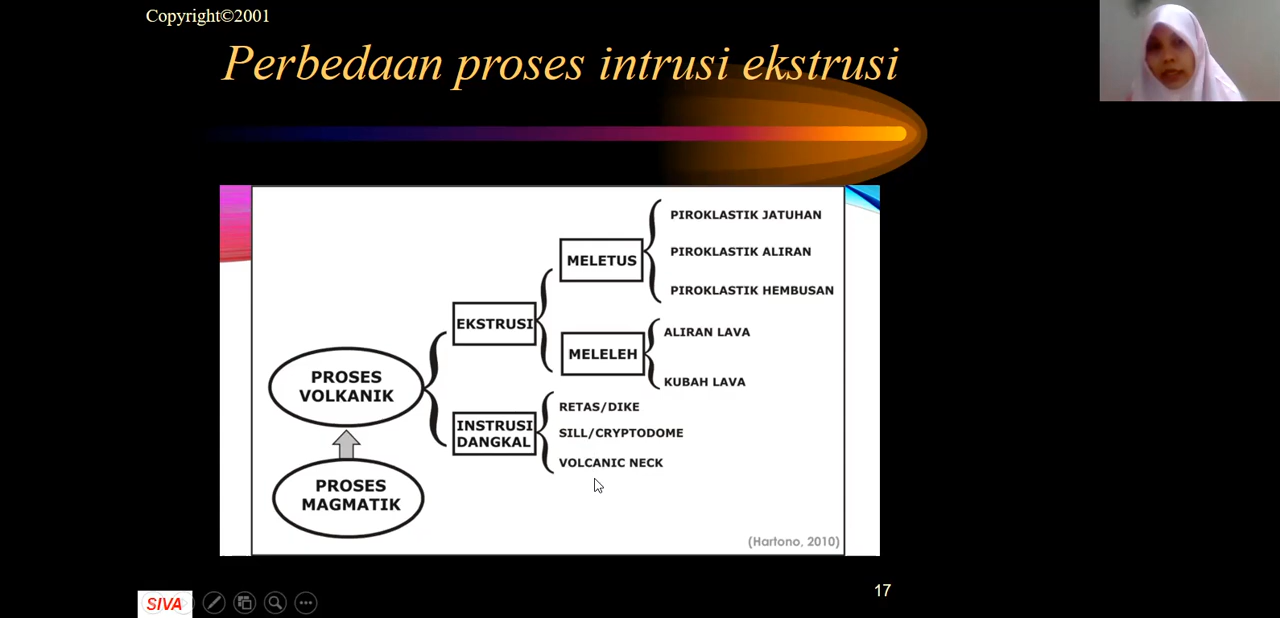 Copyright©2001
Perbedaan proses intrusi ekstrusi
PIROKLASTIK JATUHAN
PIROKLASTIK ALIRAN
MELETUS
PIROKLASTIK HEMBUSAN
EKSTRUSI
ALIRAN LAVA
MELELEH
KUBAH LAVA
PROSES
VOLKANIK
RETAS/DIKE
INSTRUSI
DANGKAL
SILL/CRYPTODOME
VOLCANIC NECK
PROSES
MAGMATIK
(Hartono, 2010)
17
SIVA